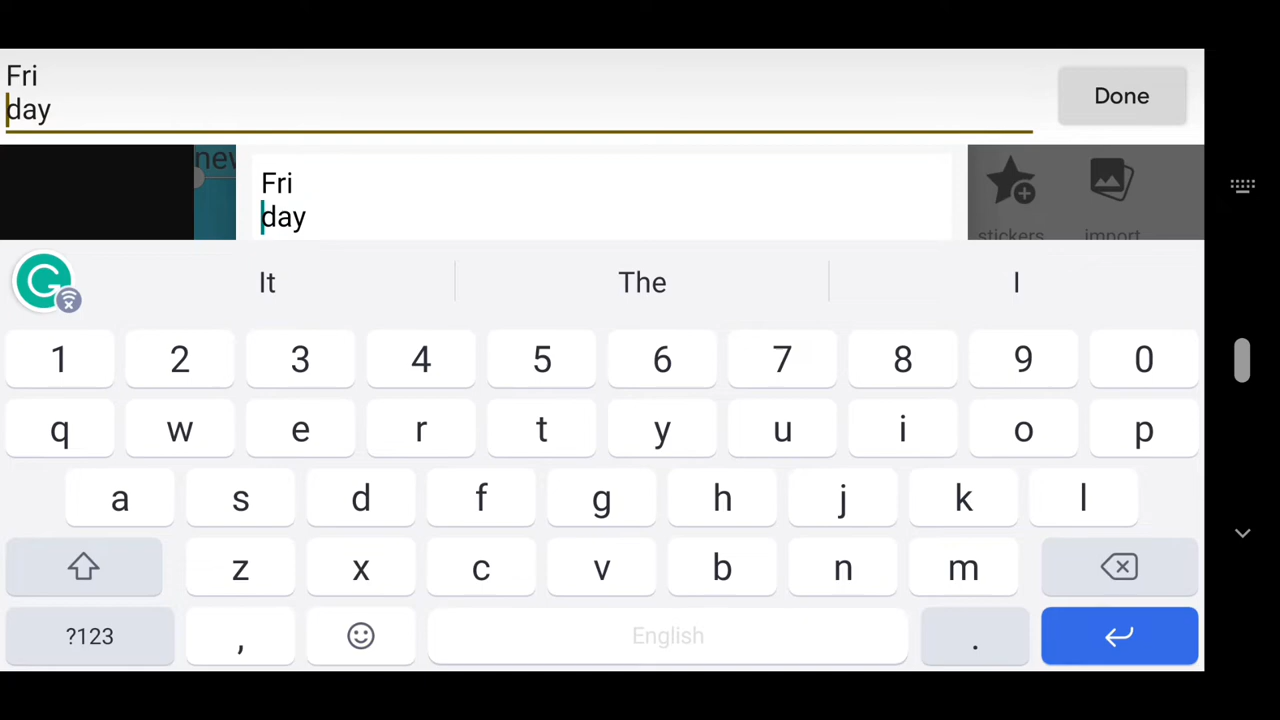 Fri
day
Done
new
Fri
day
stickers
import
It
The
I
1 2 3 4 5 6 7 8 9 0
q w e r t y u i o p
a s d f g h j k l
z x c v b n m
?123 , English .